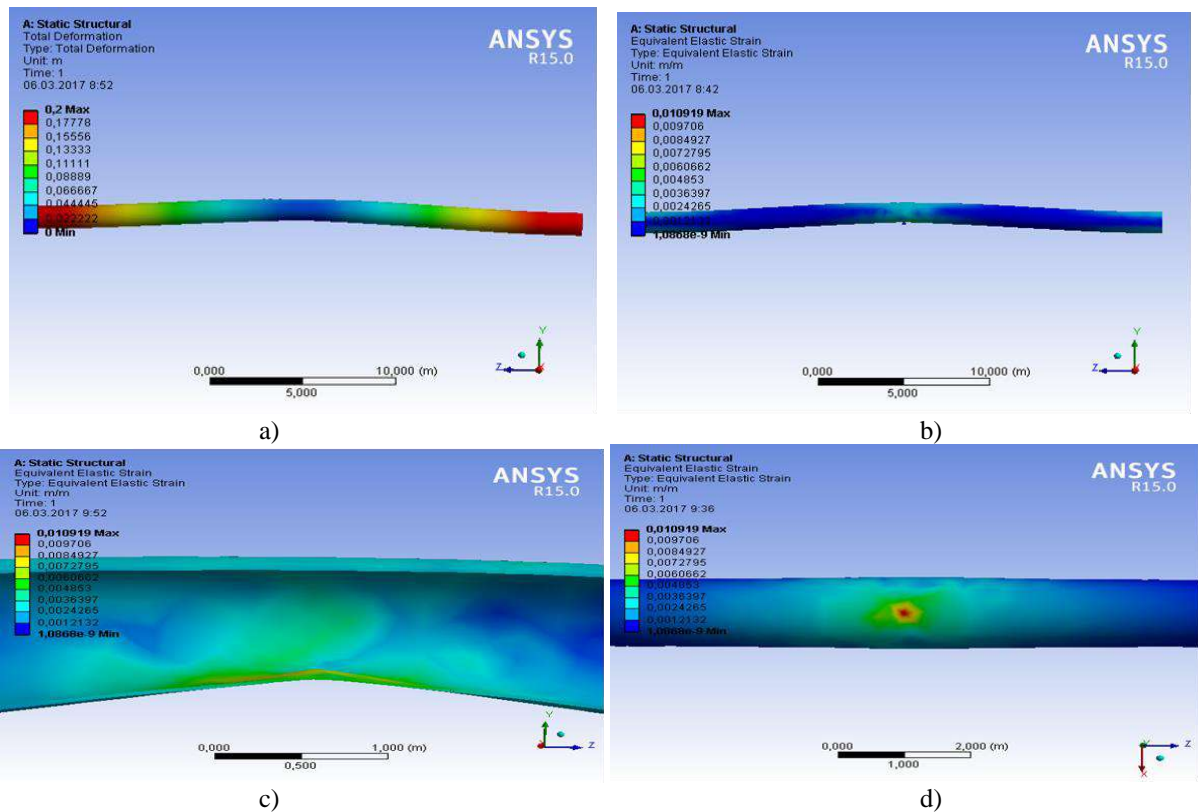 A: Static Structural
Total Deformation
Type: Total Deformation
Unit: m
Time: 1
06.03.2017 8:52
ANSYS
R15.0
0,2 Max
0,17778
0,15556
0,13333
0,11111
0,08889
0,066667
0,044445
0,022222
0 Min
0,000
10,000 (m)
5,000
Y
Z
X
a)
A: Static Structural
Equivalent Elastic Strain
Type: Equivalent Elastic Strain
Unit: m/m
Time: 1
06.03.2017 8:42
ANSYS
R15.0
0,010919 Max
0,009706
0,0084927
0,0072795
0,0060662
0,004853
0,0036397
0,0024265
0,0012132
1,0868e-9 Min
0,000
10,000 (m)
5,000
Y
Z
X
b)
A: Static Structural
Equivalent Elastic Strain
Type: Equivalent Elastic Strain
Unit: m/m
Time: 1
06.03.2017 9:52
ANSYS
R15.0
0,010919 Max
0,009706
0,0084927
0,0072795
0,0060662
0,004853
0,0036397
0,0024265
0,0012132
1,0868e-9 Min
0,000
1,000 (m)
0,500
Y
X
Z
c)
A: Static Structural
Equivalent Elastic Strain
Type: Equivalent Elastic Strain
Unit: m/m
Time: 1
06.03.2017 9:36
ANSYS
R15.0
0,010919 Max
0,009706
0,0084927
0,0072795
0,0060662
0,004853
0,0036397
0,0024265
0,0012132
1,0868e-9 Min
0,000
2,000 (m)
1,000
Y
Z
X
d)